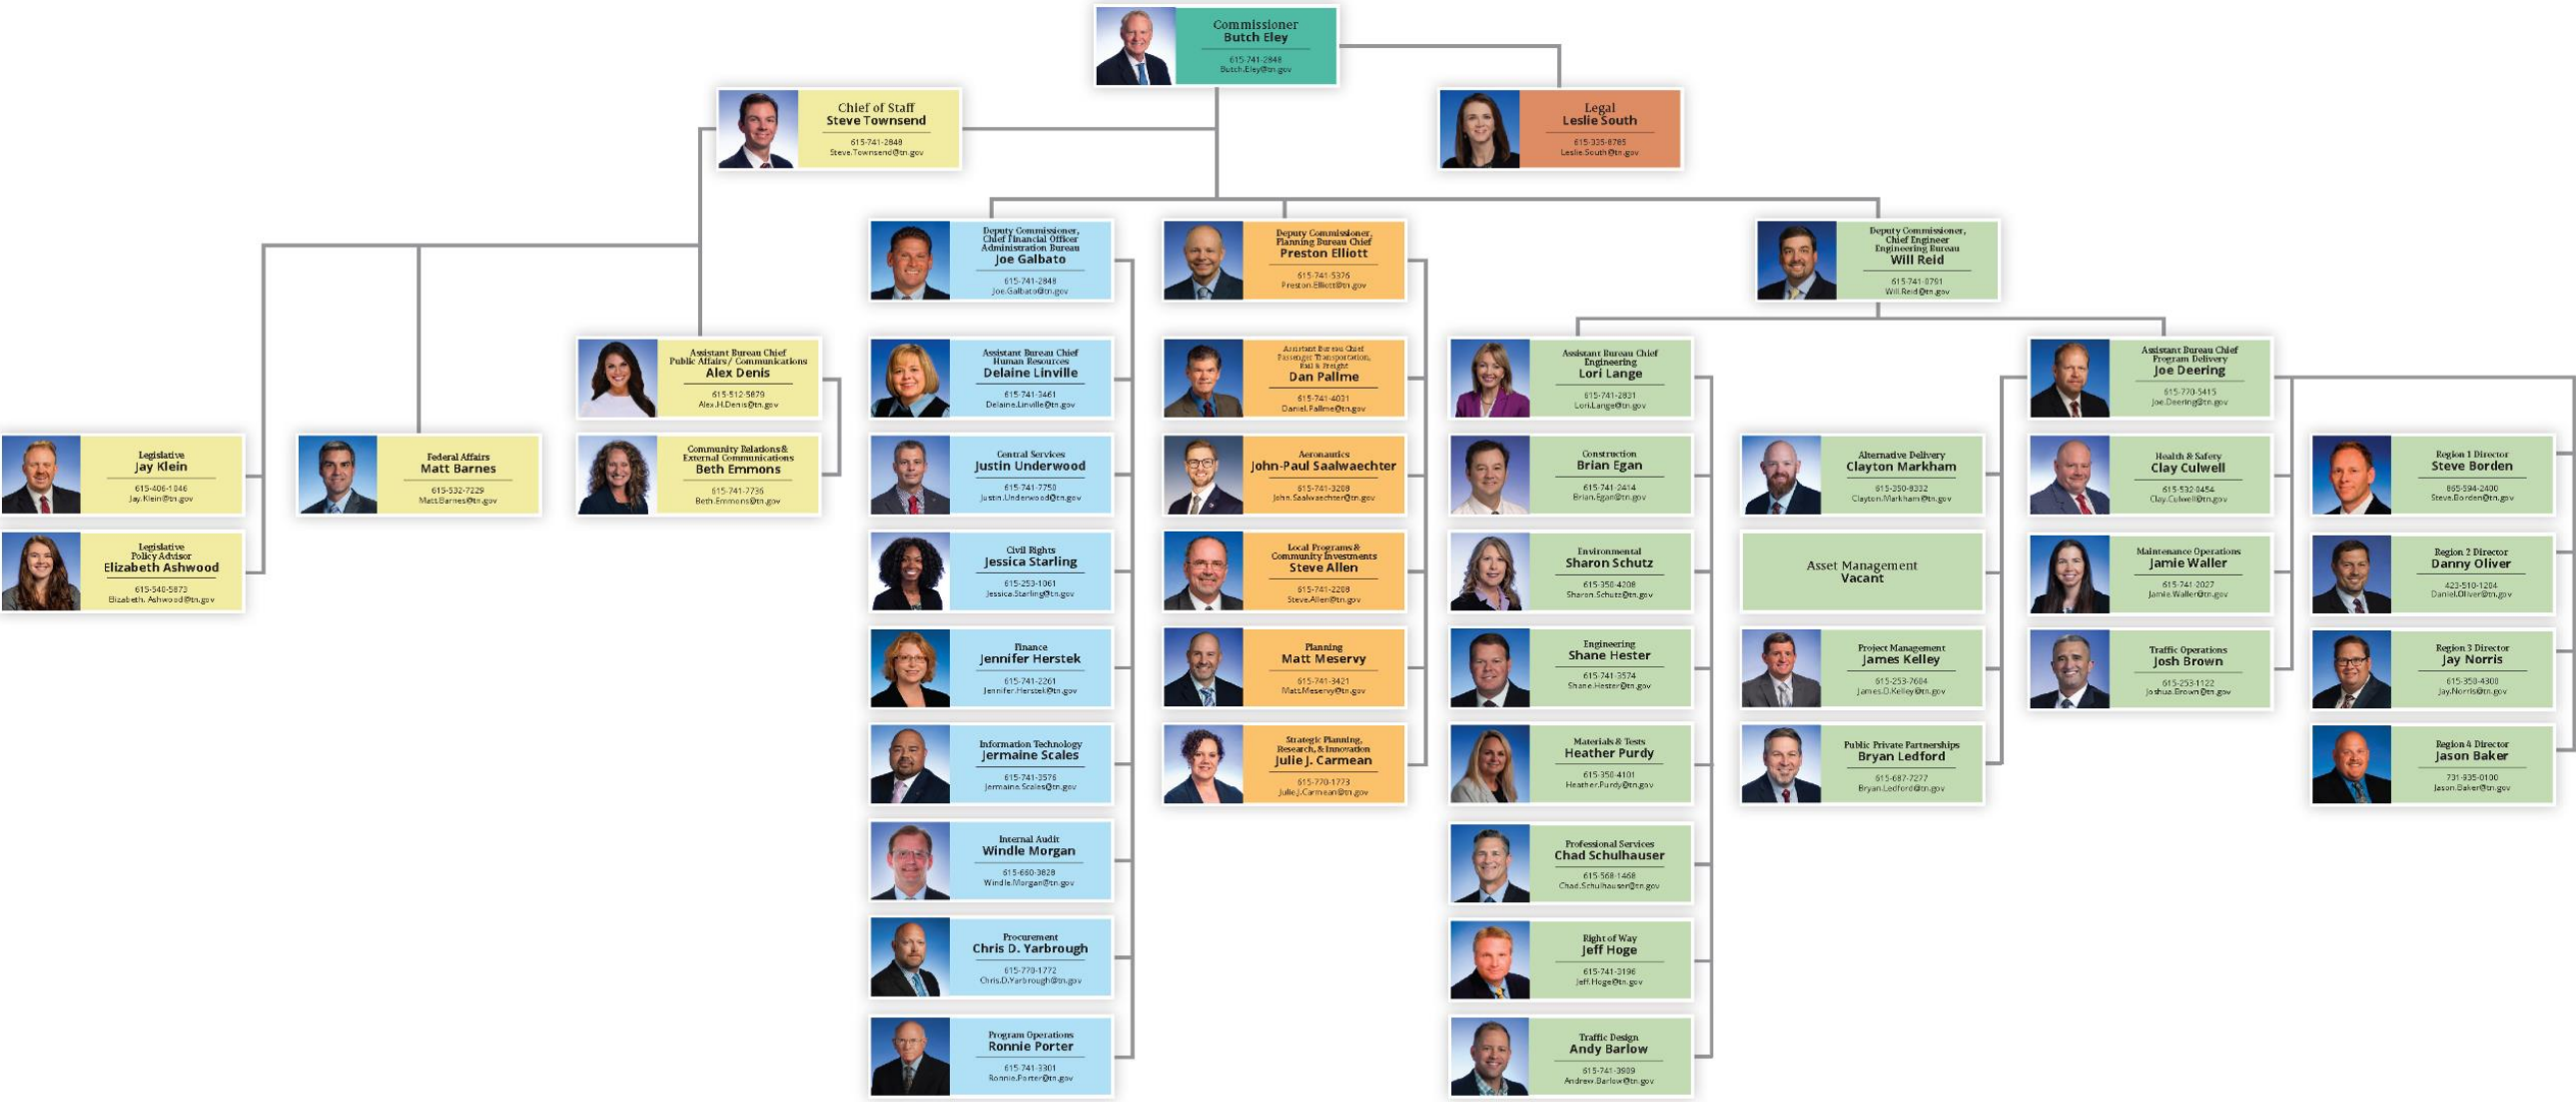 Commissioner
Butch Eley
615-741-2848
Butch.Eley@tn.gov
Chief of Staff
Steve Townsend
615-741-2848
Steve.Townsend@tn.gov
Legal
Leslie South
615-335-8785
Leslie.South@tn.gov
Deputy Commissioner,
Chief Financial Officer
Administration Bureau
Joe Galbato
615-741-2848
Joe.Galbato@tn.gov
Deputy Commissioner,
Planning Bureau Chief
Preston Elliott
615-741-5376
Preston.Elliott@tn.gov
Deputy Commissioner,
Chief Engineer
Engineering Bureau
Will Reid
615-741-0791
Will.Reid@tn.gov
Legislative
Jay Klein
615-406-1046
Jay.Klein@tn.gov
Legislative
Policy Advisor
Elizabeth Ashwood
615-540-5873
Elizabeth.Ashwood@tn.gov
Federal Affairs
Matt Barnes
615-532-7229
Matt.Barnes@tn.gov
Assistant Bureau Chief
Public Affairs / Communications
Alex Denis
615-512-5879
Alex.H.Denis@tn.gov
Community Relations &
External Communications
Beth Emmons
615-741-7736
Beth.Emmons@tn.gov
Assistant Bureau Chief
Human Resources
Delaine Linville
615-741-3461
Delaine.Linville@tn.gov
Central Services
Justin Underwood
615-741-7750
Justin.Underwood@tn.gov
Civil Rights
Jessica Starling
615-253-1061
Jessica.Starling@tn.gov
Finance
Jennifer Herstek
615-741-2261
Jennifer.Herstek@tn.gov
Information Technology
Jermaine Scales
615-741-3576
Jermaine.Scales@tn.gov
Internal Audit
Windle Morgan
615-660-3828
Windle.Morgan@tn.gov
Procurement
Chris D. Yarbrough
615-770-1772
Chris.D.Yarbrough@tn.gov
Program Operations
Ronnie Porter
615-741-3301
Ronnie.Porter@tn.gov
Assistant Bureau Chief
Passenger Transportation,
Rail & Freight
Dan Pallme
615-741-4031
Daniel.Pallme@tn.gov
Aeronautics
John-Paul Saalwaechter
615-741-3208
John.Saalwaechter@tn.gov
Local Programs &
Community Investments
Steve Allen
615-741-2208
Steve.Allen@tn.gov
Planning
Matt Meservy
615-741-3421
Matt.Meservy@tn.gov
Strategic Planning,
Research, & Innovation
Julie J. Carmean
615-770-1773
Julie.J.Carmean@tn.gov
Assistant Bureau Chief
Engineering
Lori Lange
615-741-2831
Lori.Lange@tn.gov
Construction
Brian Egan
615-741-2414
Brian.Egan@tn.gov
Environmental
Sharon Schutz
615-350-4208
Sharon.Schutz@tn.gov
Engineering
Shane Hester
615-741-3574
Shane.Hester@tn.gov
Materials & Tests
Heather Purdy
615-350-4101
Heather.Purdy@tn.gov
Professional Services
Chad Schulhauser
615-568-1468
Chad.Schulhauser@tn.gov
Right of Way
Jeff Hoge
615-741-3196
Jeff.Hoge@tn.gov
Traffic Design
Andy Barlow
615-741-3909
Andrew.Barlow@tn.gov
Assistant Bureau Chief
Program Delivery
Joe Deering
615-770-5415
Joe.Deering@tn.gov
Alternative Delivery
Clayton Markham
615-350-8332
Clayton.Markham@tn.gov
Asset Management
Vacant
Project Management
James Kelley
615-253-7684
James.D.Kelley@tn.gov
Public Private Partnerships
Bryan Ledford
615-687-7277
Bryan.Ledford@tn.gov
Health & Safety
Clay Culwell
615-532-0454
Clay.Culwell@tn.gov
Maintenance Operations
Jamie Waller
615-741-2027
Jamie.Waller@tn.gov
Traffic Operations
Josh Brown
615-253-1122
Joshua.Brown@tn.gov
Region 1 Director
Steve Borden
865-594-2400
Steve.Borden@tn.gov
Region 2 Director
Danny Oliver
423-510-1204
Daniel.Oliver@tn.gov
Region 3 Director
Jay Norris
615-350-4300
Jay.Norris@tn.gov
Region 4 Director
Jason Baker
731-935-0100
Jason.Baker@tn.gov